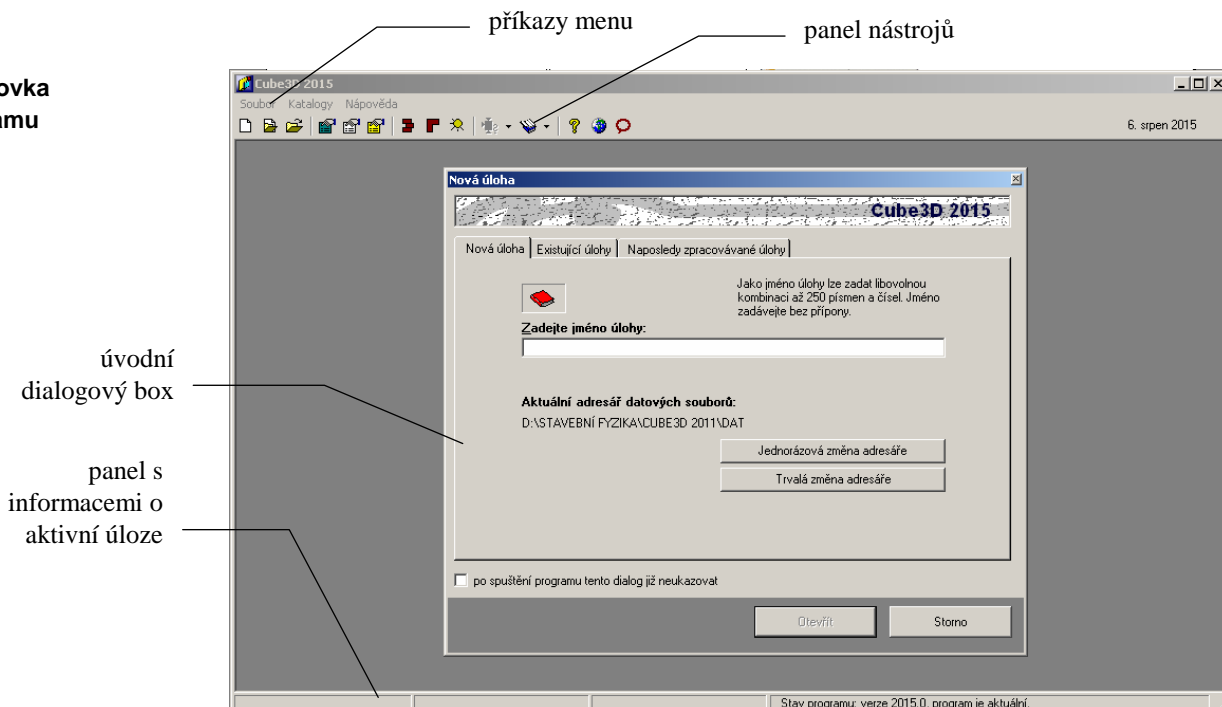 příkazy menu
panel nástrojů
Cube3D 2015
Soubor Katalogy Nápověda
6. srpen 2015
Nová úloha
Cube3D 2015
Nová úloha Existující úlohy Naposledy zpracovávané úlohy
Jako jméno úlohy lze zadat libovolnou
kombinaci až 250 písmen a čísel. Jméno
zadávejte bez přípony.
Zadejte jméno úlohy:
Aktuální adresář datových souborů:
D:\STAVEBNÍ FYZIKA\CUBE3D 2011\DAT
Jednorázová změna adresáře
Trvalá změna adresáře
po spuštění programu tento dialog již neukazovat
Otevřít Storno
Stav programu: verze 2015.0, program je aktuální.
úvodní
dialogový box
panel s
informacemi o
aktivní úloze